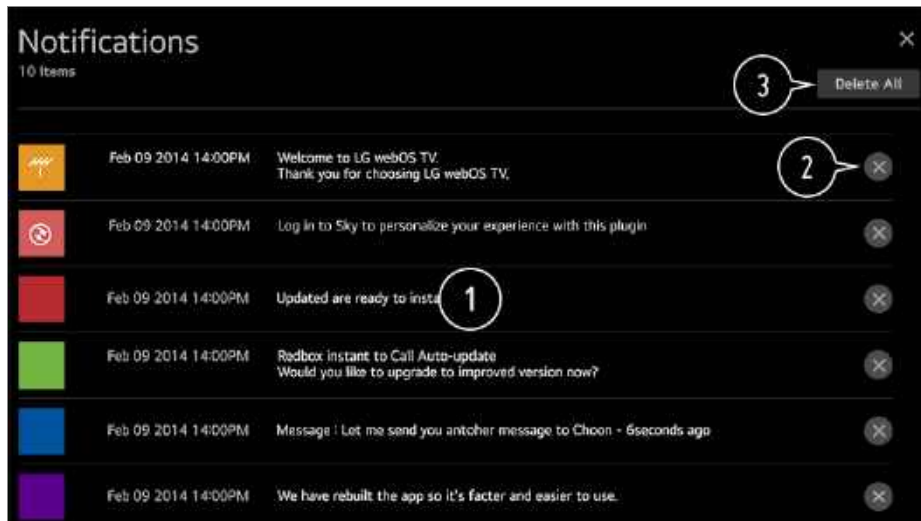 Notifications
10 Items
3
Delete All
Feb 09 2014 14:00PM
Welcome to LG webOS TV.
Thank you for choosing LG webOS TV,
2
Feb 09 2014 14:00PM
Log in to Sky to personalize your experience with this plugin
Feb 09 2014 14:00PM
Updated are ready to insta
1
Feb 09 2014 14:00PM
Redbox instant to Call Auto-update
Would you like to upgrade to improved version now?
Feb 09 2014 14:00PM
Message : Let me send you antoher message to Choon - 6seconds ago
Feb 09 2014 14:00PM
We have rebuilt the app so it's facter and easier to use.